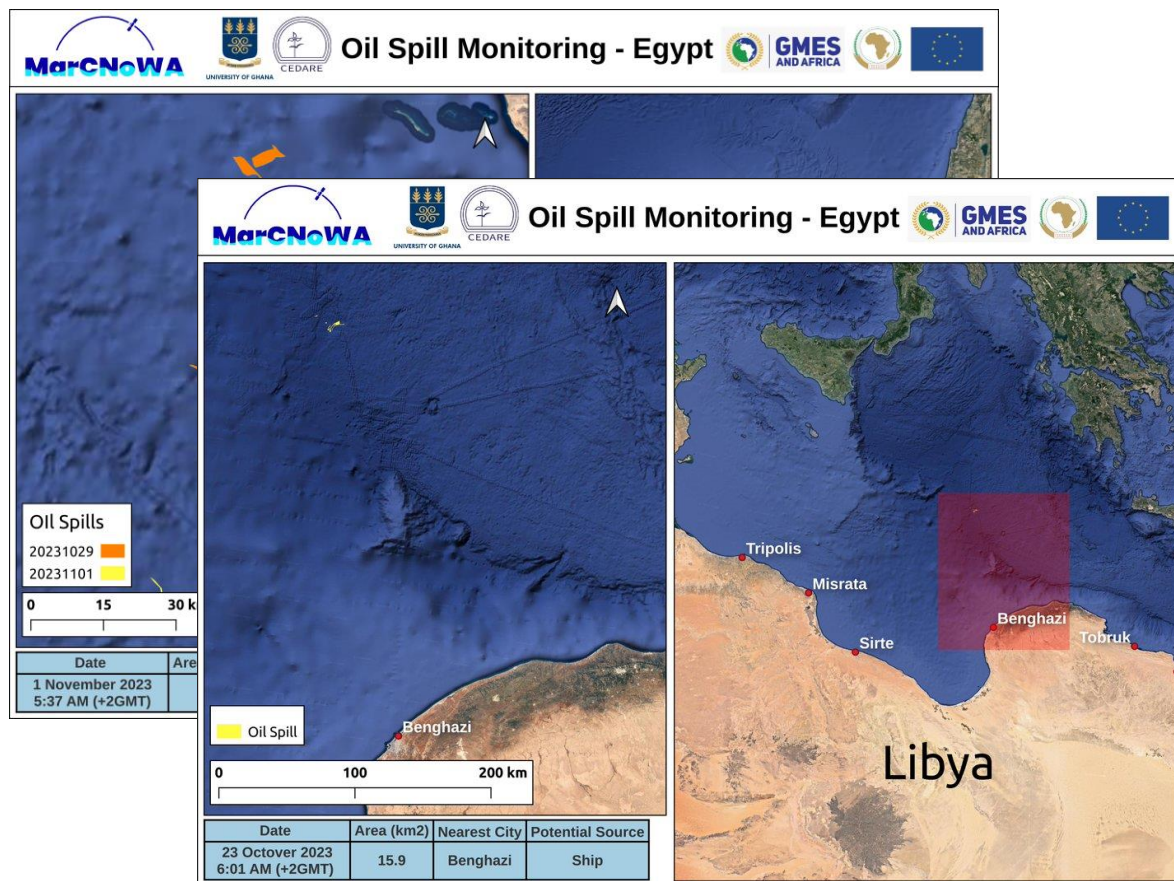 MarCNoWA
UNIVERSITY OF GHANA
CEDARE
Oil Spill Monitoring - Egypt
GMES
AND AFRICA
OIl Spills
20231029
20231101
0 15 30 k
Date Are
1 November 2023
5:37 AM (+2GMT)
MarCNoWA
UNIVERSITY OF GHANA
CEDARE
Oil Spill Monitoring - Egypt
GMES
AND AFRICA
Benghazi
Oil Spill
0 100 200 km
Date Area (km2) Nearest City Potential Source
23 Octover 2023
6:01 AM (+2GMT)
15.9 Benghazi Ship
Tripolis
Misrata
Sirte
Benghazi
Tobruk
Libya